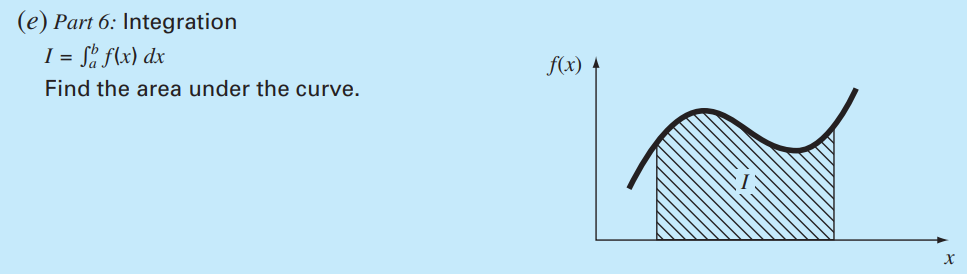 (e) Part 6: Integration
I = ∫ₐᵇ f(x) dx
Find the area under the curve.
f(x)
I
x